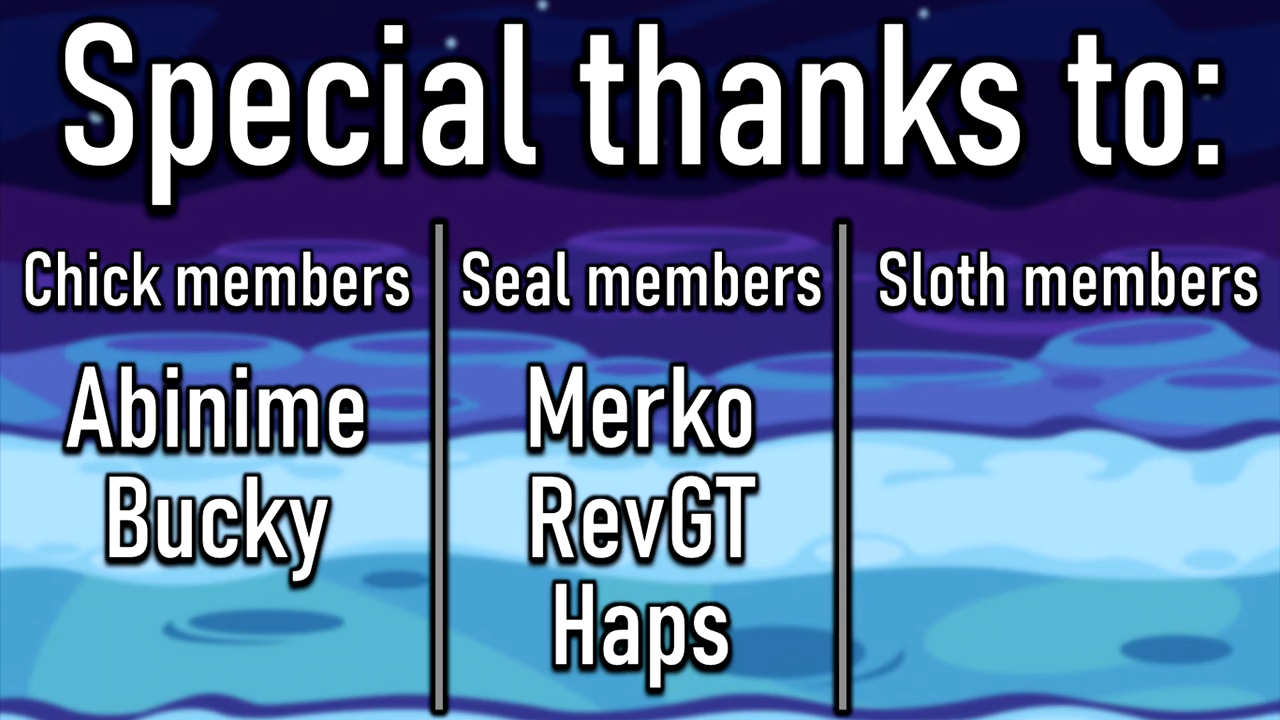 Special thanks to:
Chick members
Abinime
Bucky
Seal members
Merko
RevGT
Haps
Sloth members